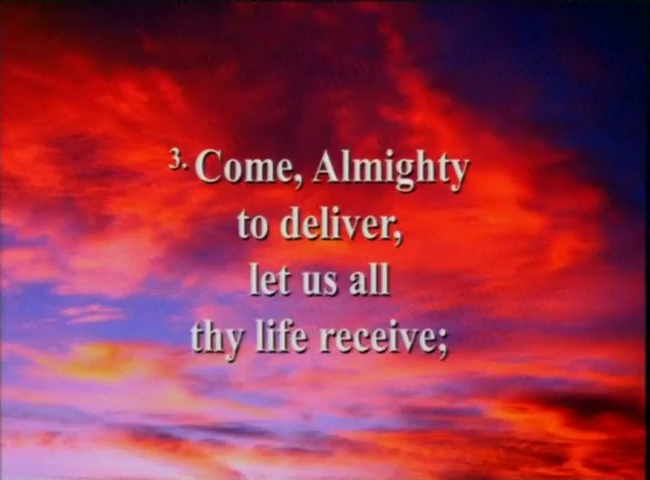 3. Come, Almighty
to deliver,
let us all
thy life receive;